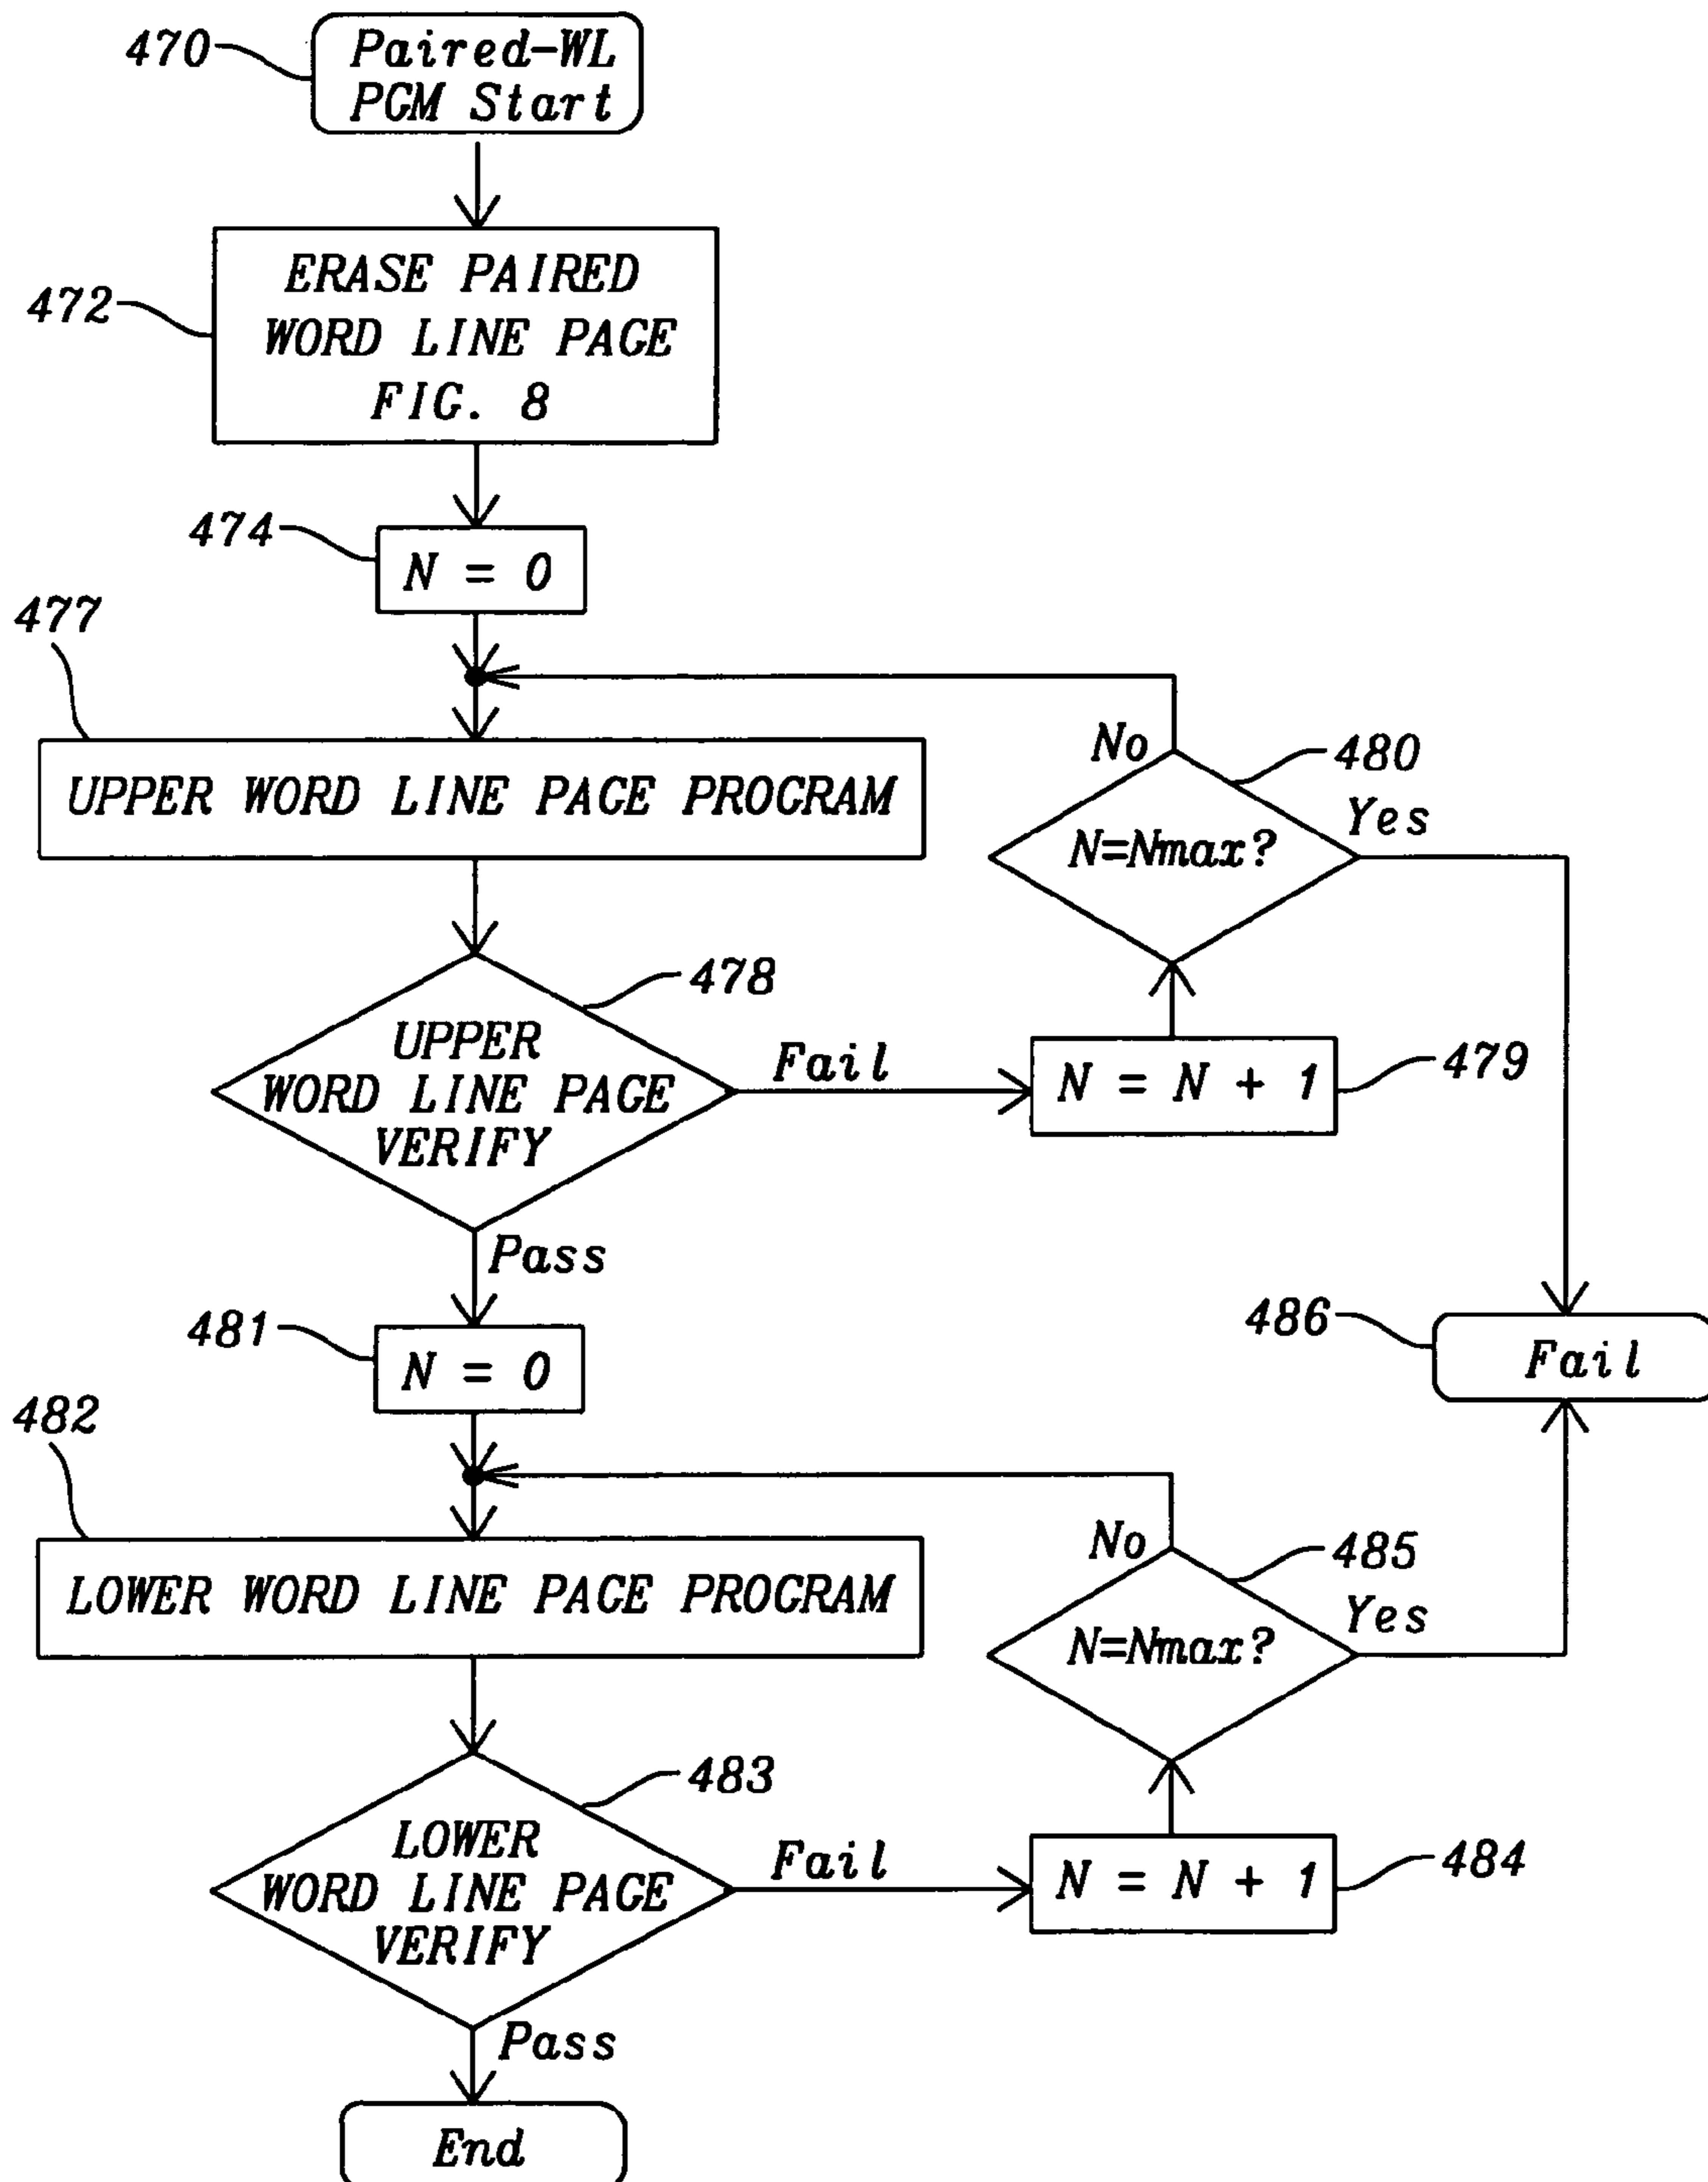 470
Paired-WL
PGM Start
472
ERASE PAIRED
WORD LINE PAGE
FIG. 8
474
N = 0
477
UPPER WORD LINE PAGE PROGRAM
No
480
Yes
N=Nmax?
478
UPPER
WORD LINE PAGE
VERIFY
Fail
N = N + 1
479
Pass
481
N = 0
486
Fail
482
LOWER WORD LINE PAGE PROGRAM
No
485
Yes
N=Nmax?
483
LOWER
WORD LINE PAGE
VERIFY
Fail
N = N + 1
484
Pass
End